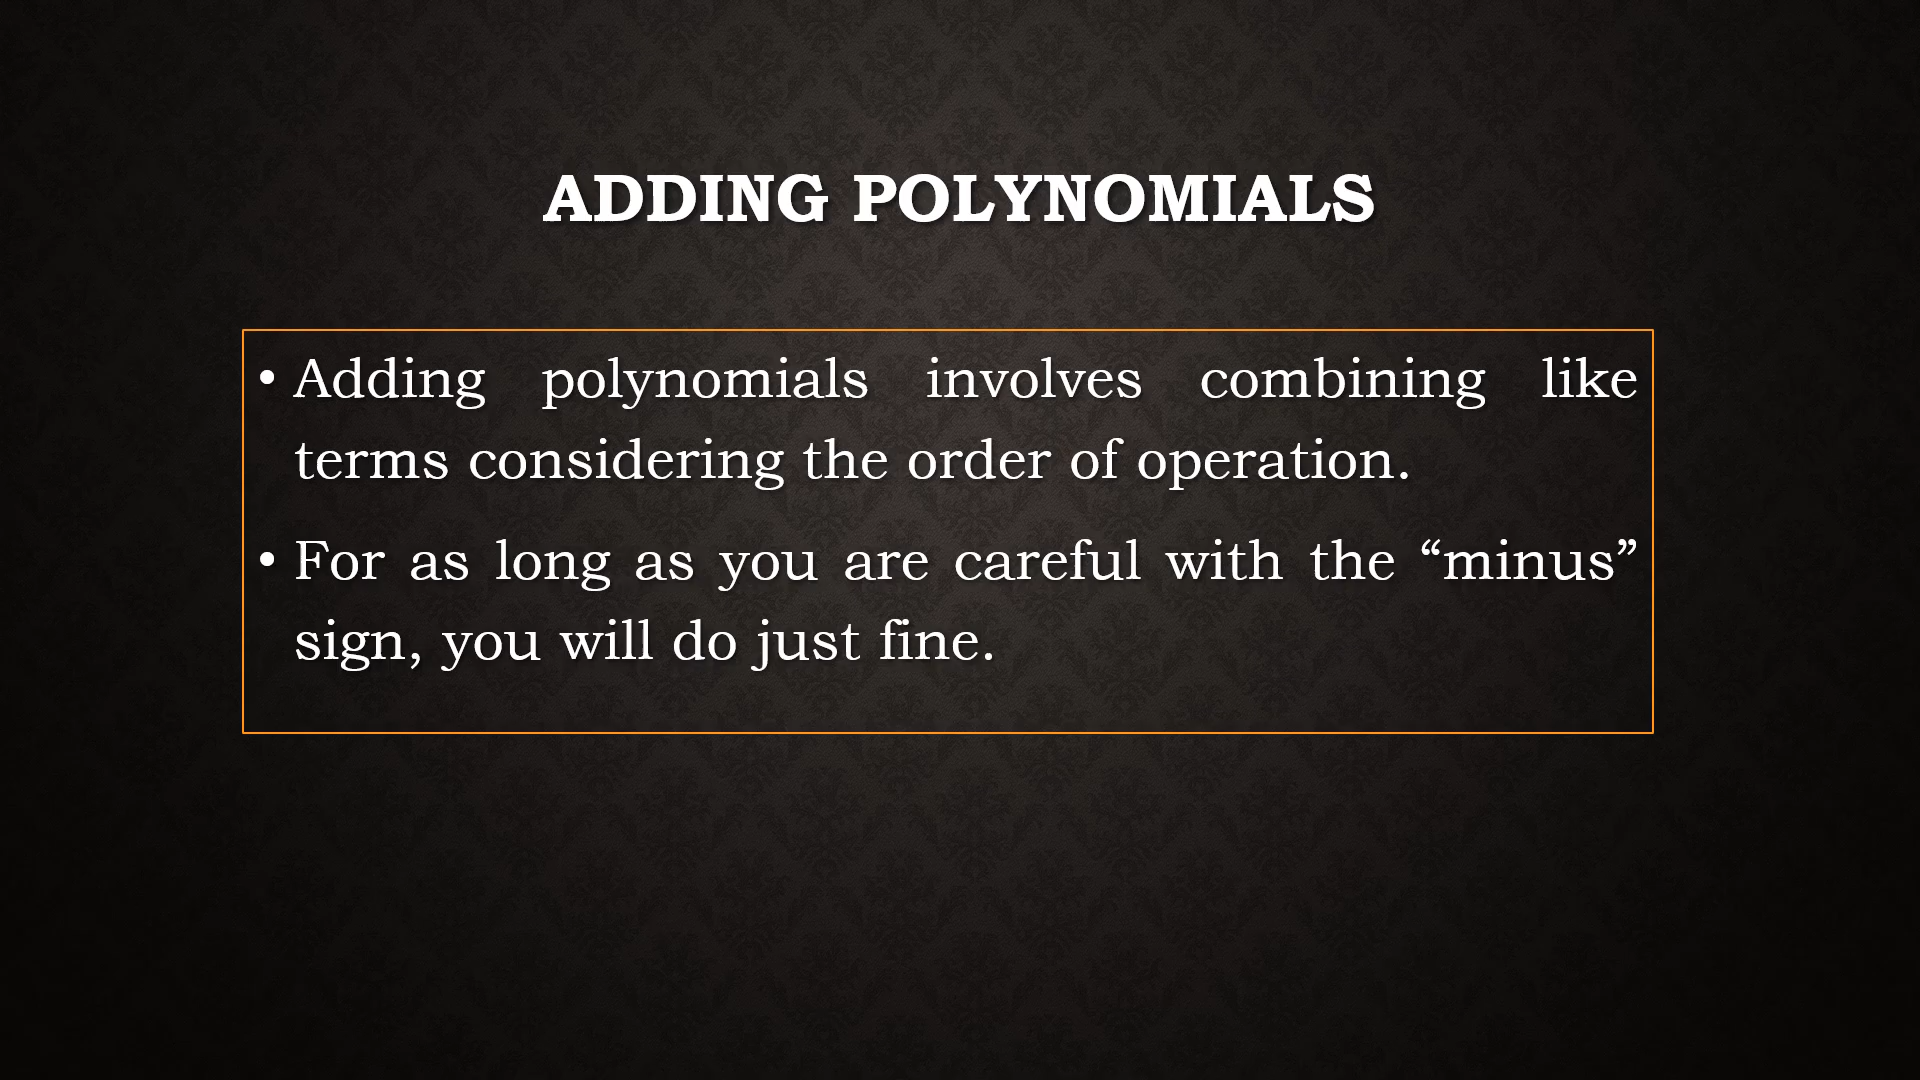 ADDING POLYNOMIALS
• Adding polynomials involves combining like
terms considering the order of operation.
• For as long as you are careful with the “minus”
sign, you will do just fine.